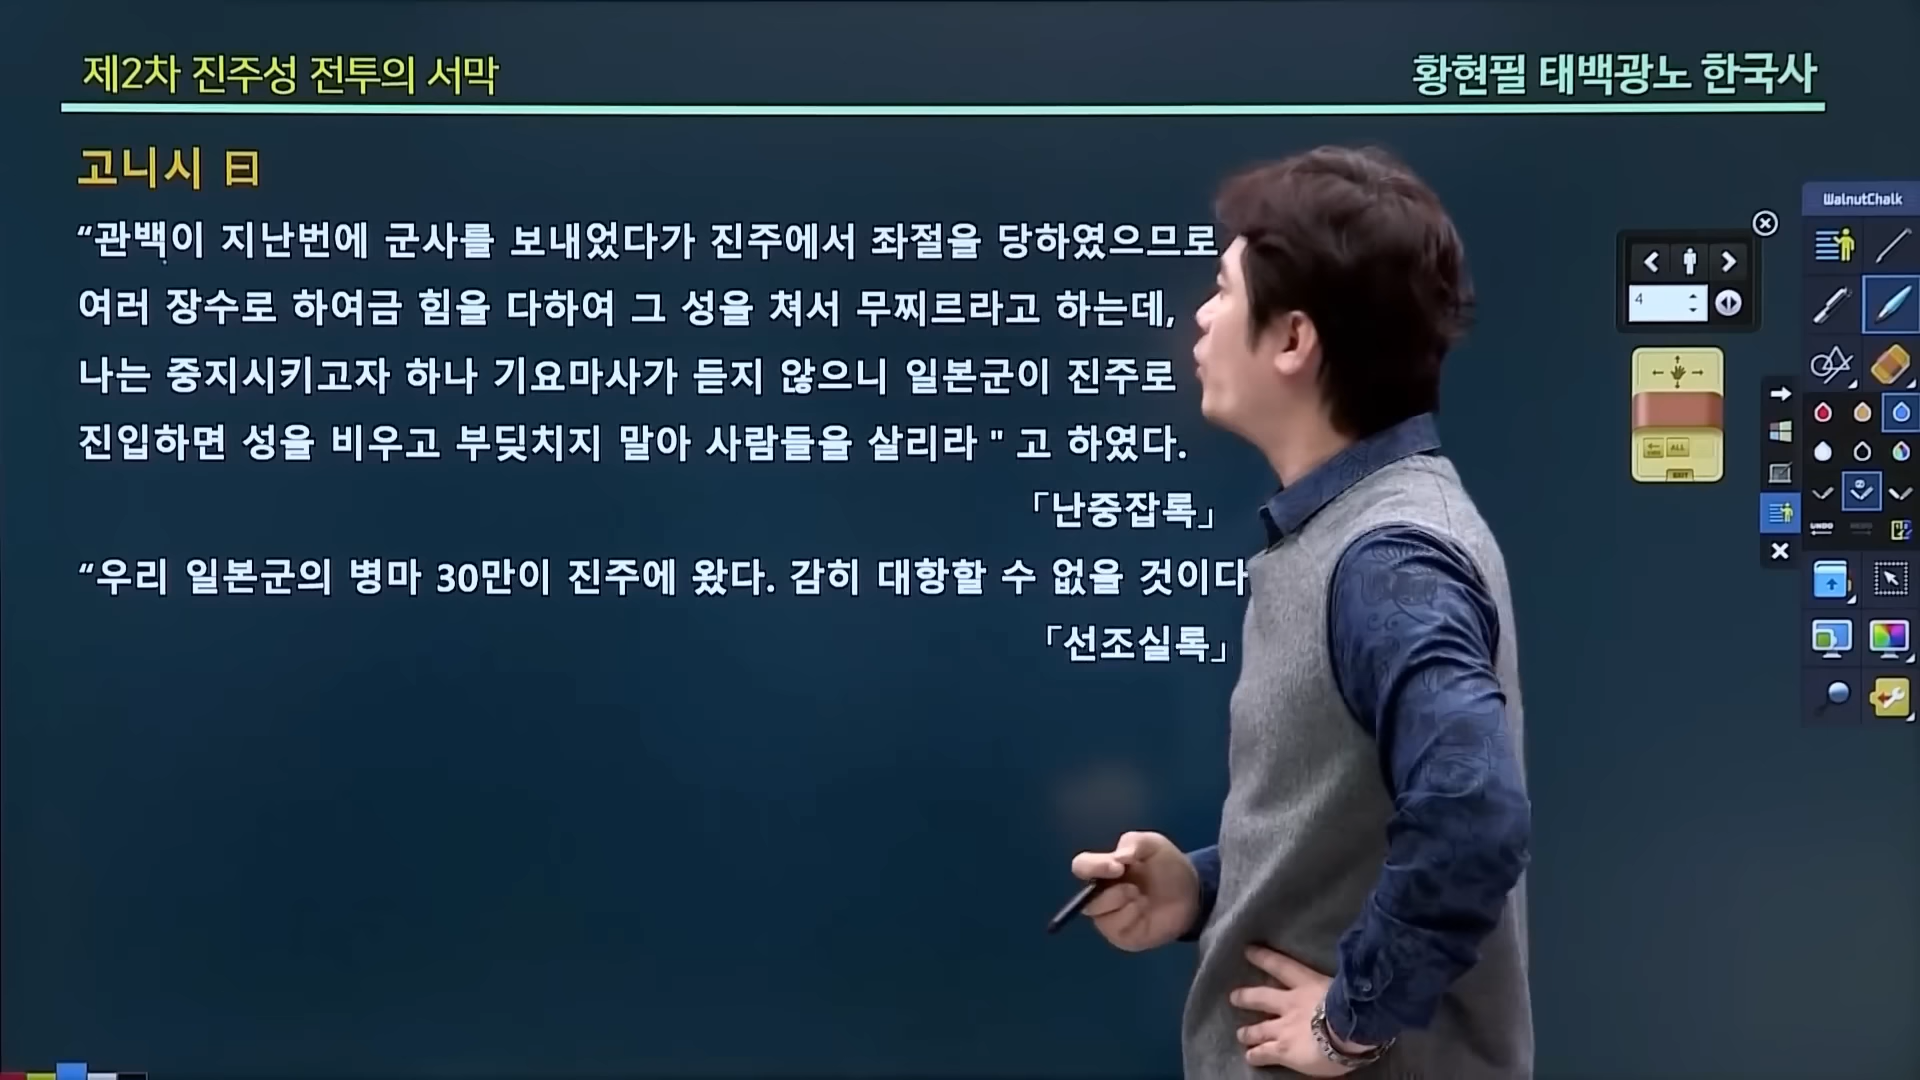 제2차 진주성 전투의 서막
황현필 태백광노 한국사
고니시 曰
“관백이 지난번에 군사를 보내었다가 진주에서 좌절을 당하였으므로
여러 장수로 하여금 힘을 다하여 그 성을 쳐서 무찌르라고 하는데,
나는 중지시키고자 하나 기요마사가 듣지 않으니 일본군이 진주로
진입하면 성을 비우고 부딪치지 말아 사람들을 살리라 " 고 하였다.
「난중잡록」
“우리 일본군의 병마 30만이 진주에 왔다. 감히 대항할 수 없을 것이다
「선조실록」
WalnutChalk
4
ALL
EXIT
UNDO